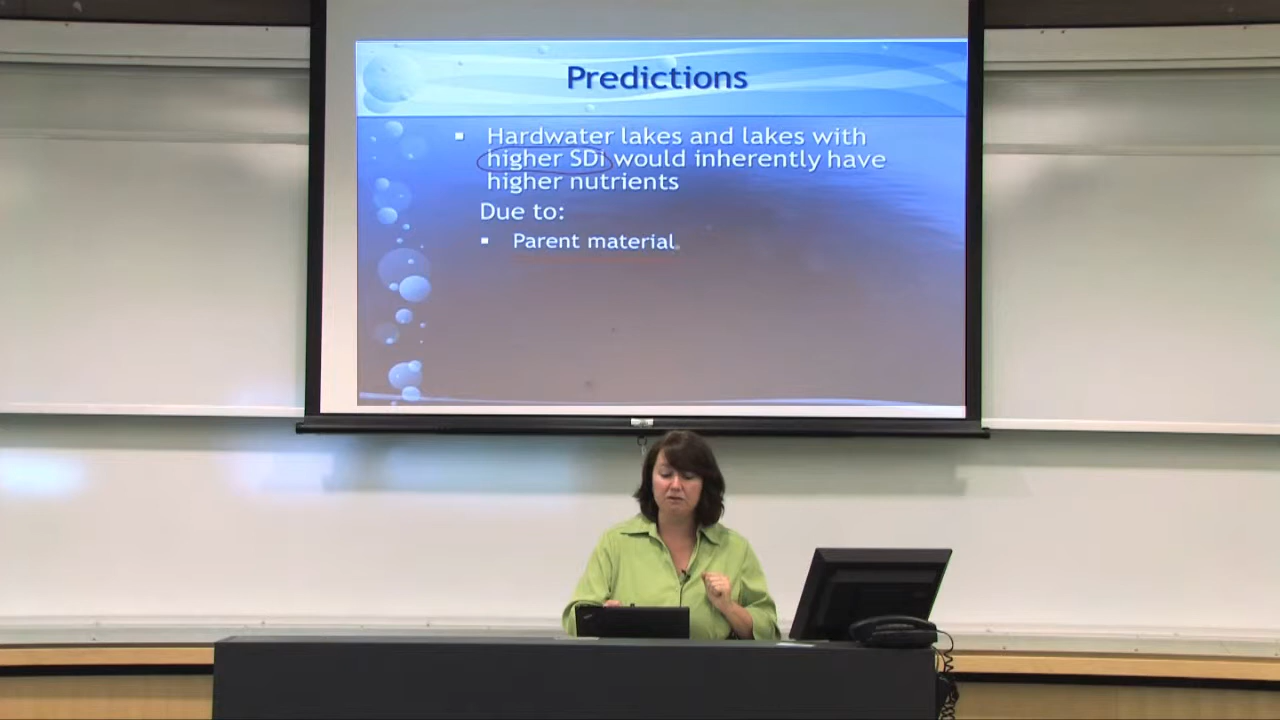 Predictions
Hardwater lakes and lakes with
higher SDi would inherently have
higher nutrients
Due to:
Parent material